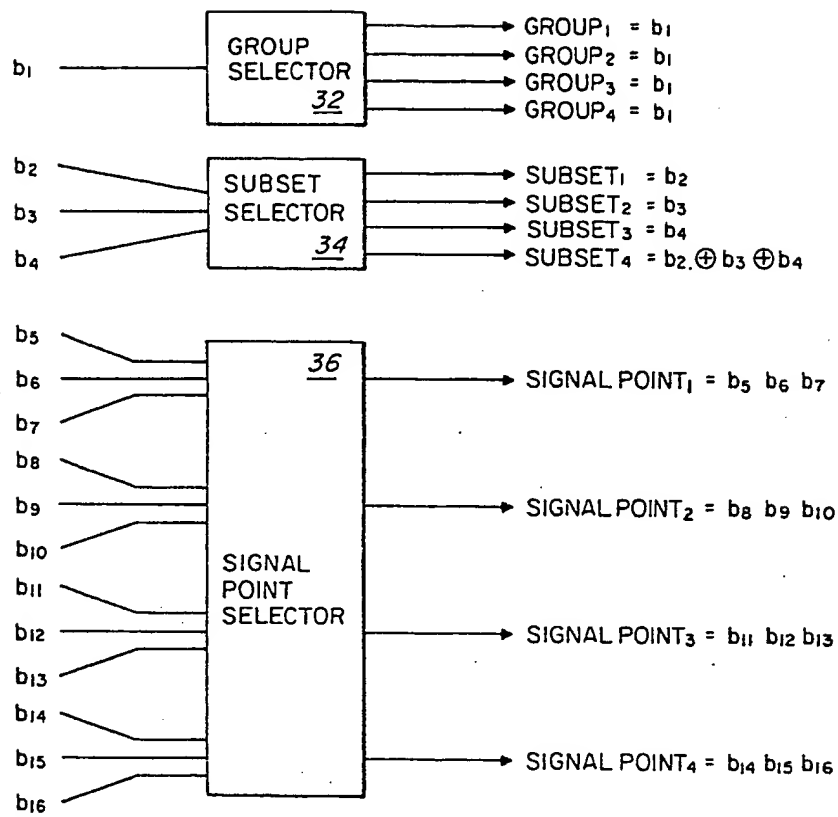 b₁
GROUP
SELECTOR
32
GROUP₁ = b₁
GROUP₂ = b₁
GROUP₃ = b₁
GROUP₄ = b₁
b₂
b₃
b₄
SUBSET
SELECTOR
34
SUBSET₁ = b₂
SUBSET₂ = b₃
SUBSET₃ = b₄
SUBSET₄ = b₂. ⊕ b₃ ⊕ b₄
b₅
b₆
b₇
b₈
b₉
b₁₀
b₁₁
b₁₂
b₁₃
b₁₄
b₁₅
b₁₆
36
SIGNAL
POINT
SELECTOR
SIGNAL POINT₁ = b₅ b₆ b₇
SIGNAL POINT₂ = b₈ b₉ b₁₀
SIGNAL POINT₃ = b₁₁ b₁₂ b₁₃
SIGNAL POINT₄ = b₁₄ b₁₅ b₁₆